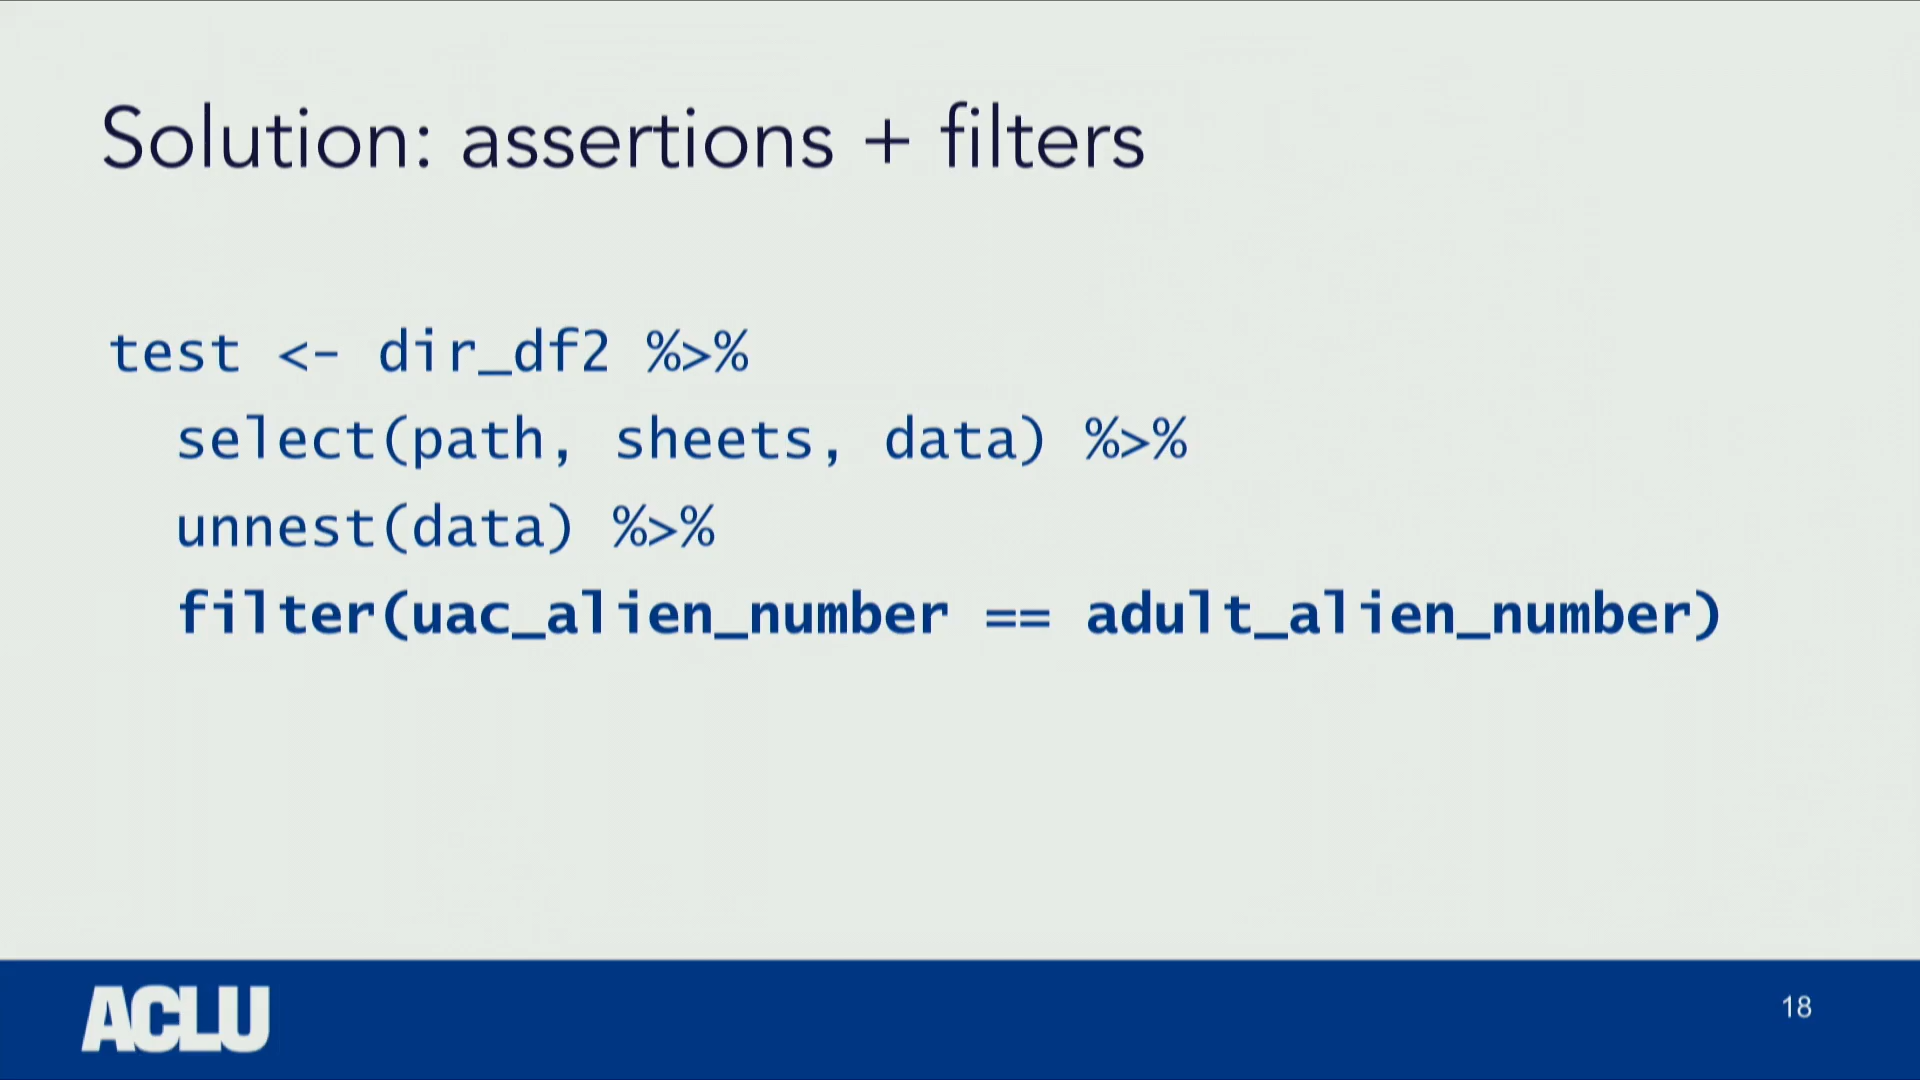 Solution: assertions + filters
test <- dir_df2 %>%
select(path, sheets, data) %>%
unnest(data) %>%
filter(uac_alien_number == adult_alien_number)
ACLU
18